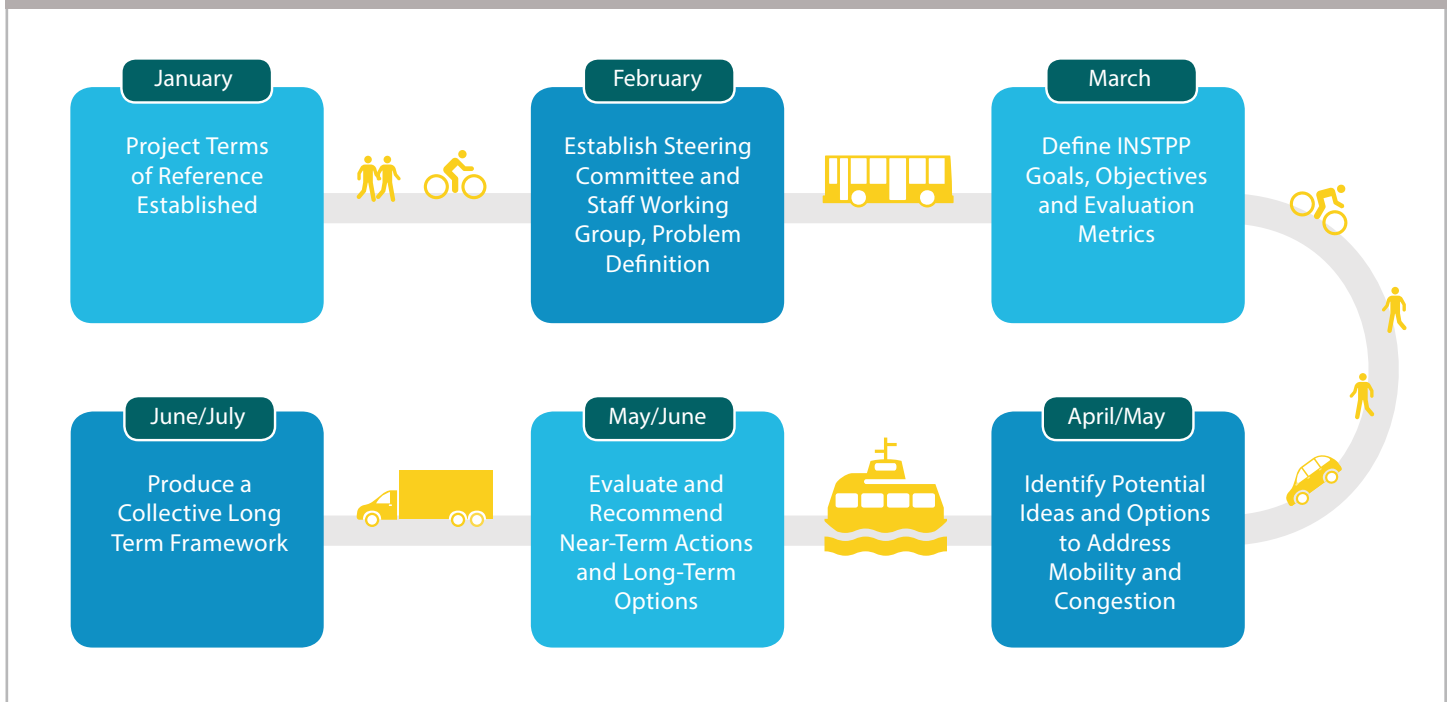 January
Project Terms
of Reference
Established
February
Establish Steering
Committee and
Staff Working
Group, Problem
Definition
March
Define INSTPP
Goals, Objectives
and Evaluation
Metrics
April/May
Identify Potential
Ideas and Options
to Address
Mobility and
Congestion
May/June
Evaluate and
Recommend
Near-Term Actions
and Long-Term
Options
June/July
Produce a
Collective Long
Term Framework